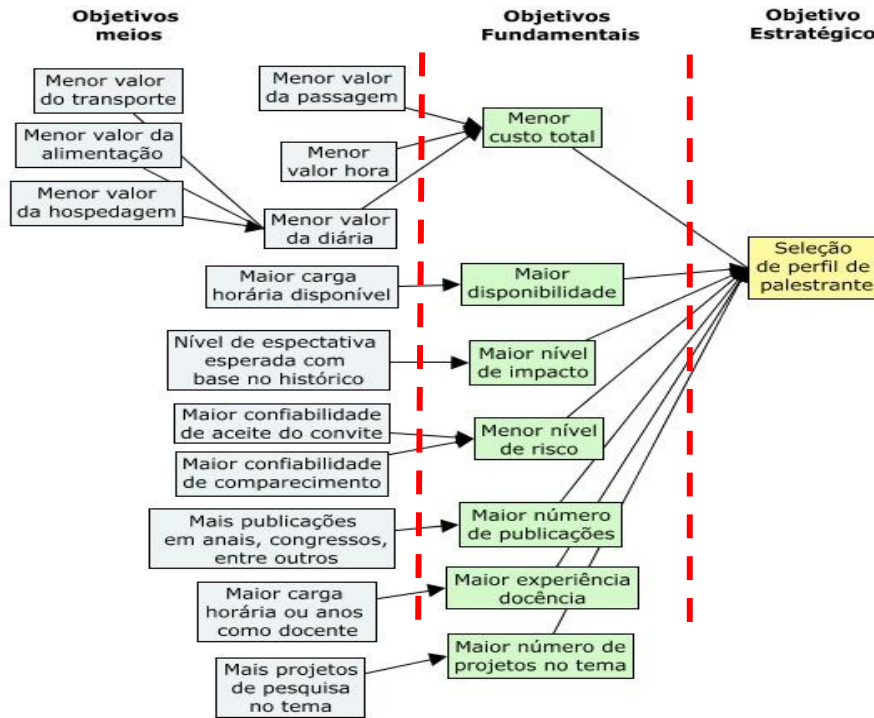 Objetivos
meios
Objetivos
Fundamentais
Objetivo
Estratégico
Menor valor
do transporte
Menor valor da
alimentação
Menor valor
da hospedagem
Menor valor
da passagem
Menor
valor hora
Menor valor
da diária
Menor
custo total
Maior carga
horária disponível
Maior
disponibilidade
Seleção
de perfil de
palestrante
Nível de espectativa
esperada com
base no histórico
Maior nível
de impacto
Maior confiabilidade
de aceite do convite
Maior confiabilidade
de comparecimento
Menor nível
de risco
Mais publicações
em anais, congressos,
entre outros
Maior número
de publicações
Maior carga
horária ou anos
como docente
Maior experiência
docência
Mais projetos
de pesquisa
no tema
Maior número de
projetos no tema